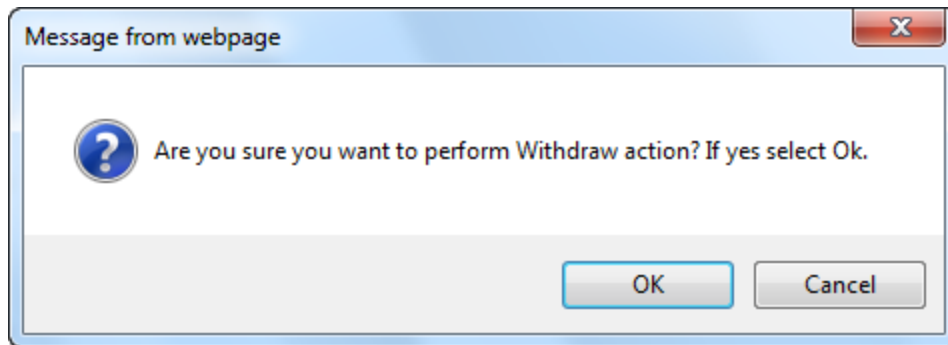 Message from webpage
Are you sure you want to perform Withdraw action? If yes select Ok.
OK
Cancel